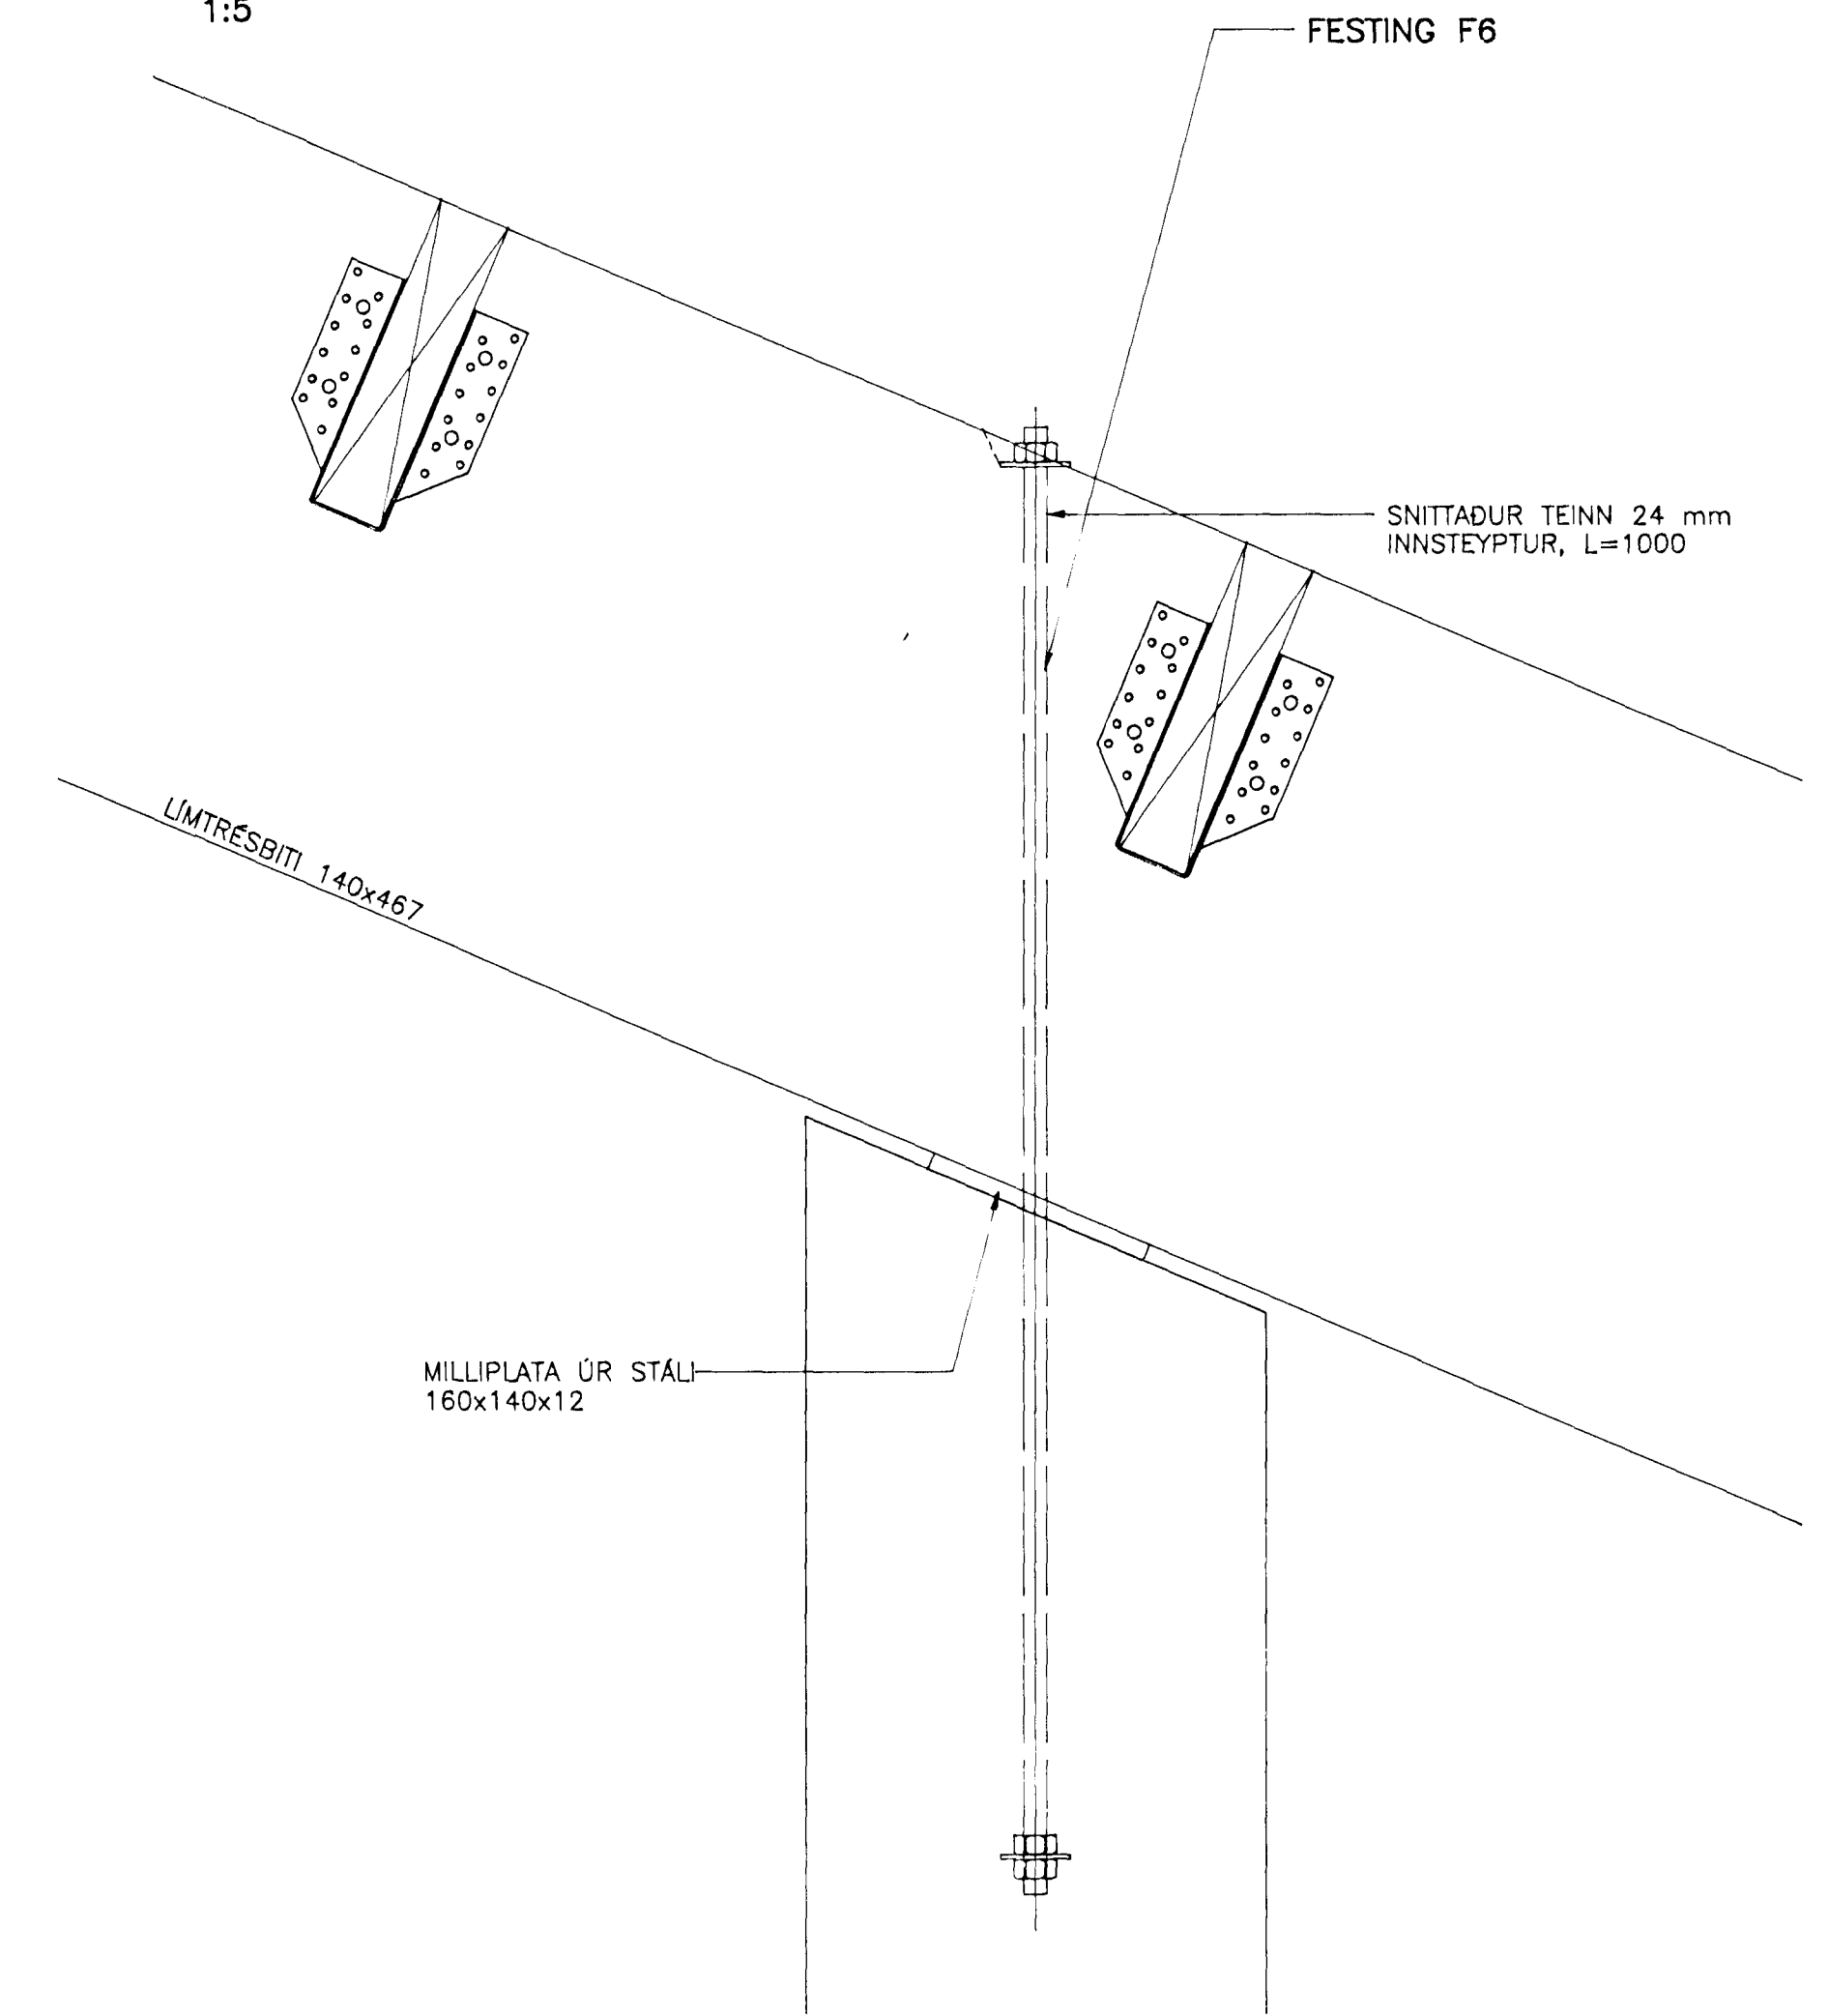 1:5
FESTING F6
SNITTAÐUR TEINN 24 mm
INNSTEYPTUR, L=1000
LÍMTRÉSBITI 140x467
MILLIPLATA ÚR STÁLI
160x140x12